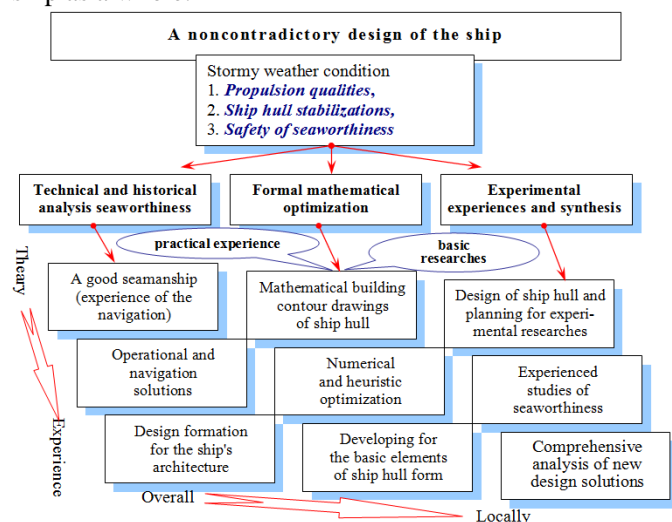 A noncontradictory design of the ship
Stormy weather condition
1. Propulsion qualities,
2. Ship hull stabilizations,
3. Safety of seaworthiness
Technical and historical
analysis seaworthiness
Formal mathematical
optimization
Experimental
experiences and synthesis
practical experience
basic
researches
Theory
A good seamanship
(experience of the
navigation)
Mathematical building
contour drawings
of ship hull
Design of ship hull and
planning for experi-
mental researches
Operational and
navigation
solutions
Numerical
and heuristic
optimization
Experienced
studies of
seaworthiness
Experience
Design formation
for the ship's
architecture
Developing for
the basic elements
of ship hull form
Comprehensive
analysis of new
design solutions
Overall
Locally